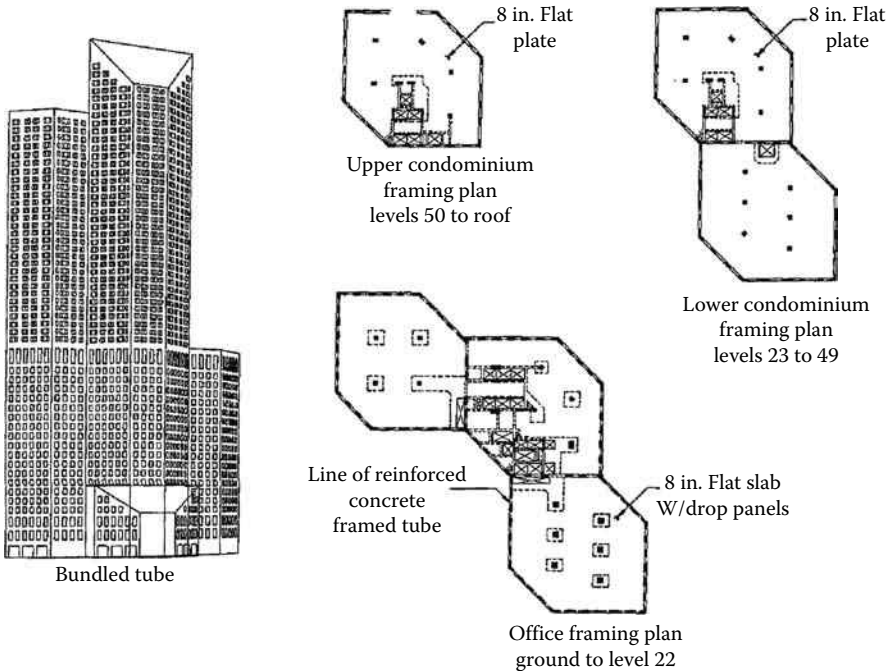 8 in. Flat
plate
8 in. Flat
plate
Upper condominium
framing plan
levels 50 to roof
Lower condominium
framing plan
levels 23 to 49
Line of reinforced
concrete
framed tube
8 in. Flat slab
W/drop panels
Bundled tube
Office framing plan
ground to level 22